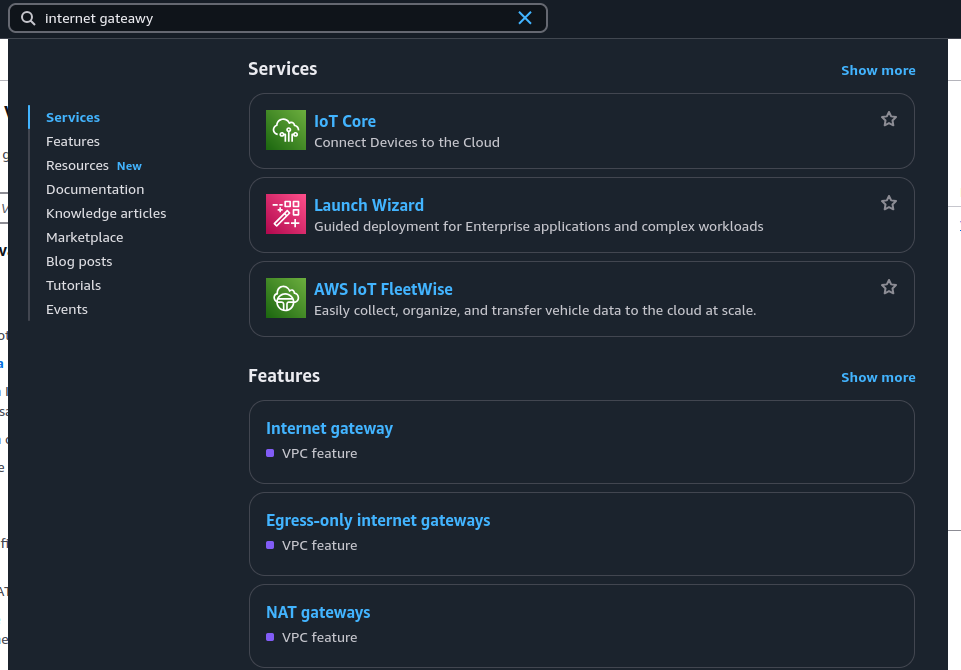 internet gateawy
Services
Show more
Services
Features
Resources New
Documentation
Knowledge articles
Marketplace
Blog posts
Tutorials
Events
IoT Core
Connect Devices to the Cloud
Launch Wizard
Guided deployment for Enterprise applications and complex workloads
AWS IoT FleetWise
Easily collect, organize, and transfer vehicle data to the cloud at scale.
Features
Show more
Internet gateway
VPC feature
Egress-only internet gateways
VPC feature
NAT gateways
VPC feature